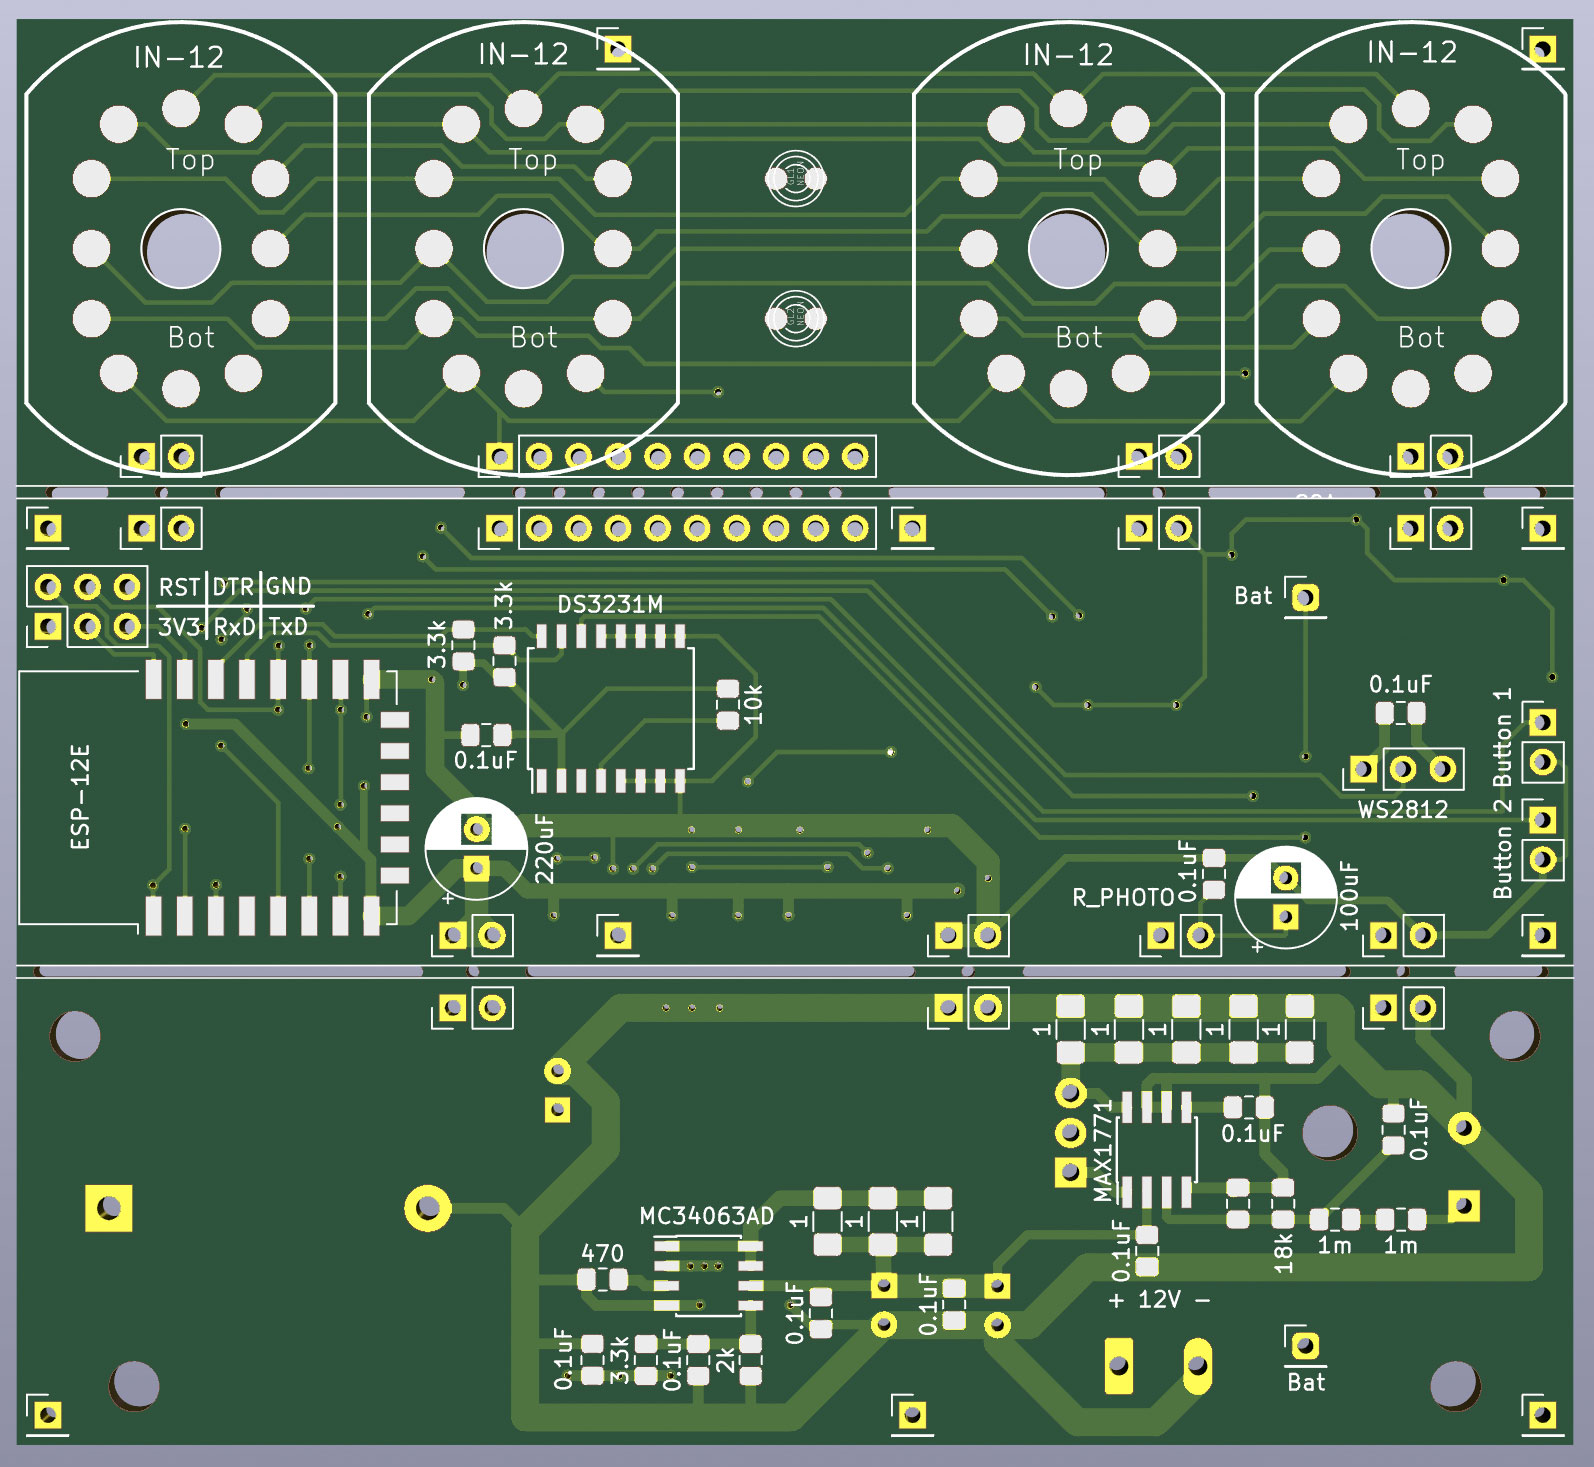 IN-12
IN-12
IN-12
IN-12
Top
Top
Top
Top
Bot
Bot
Bot
Bot
RST DTR GND
3V3 RxD TxD
3.3k
3.3k
DS3231M
Bat
10k
0.1uF
0.1uF
Button 1
WS2812
ESP-12E
220uF
+
Button 2
0.1uF
R_PHOTO
100uF
+
1
1
1
1
1
MAX1771
0.1uF
0.1uF
MC34063AD
1
1
1
470
0.1uF
18k
1m
1m
0.1uF
0.1uF
+ 12V -
0.1uF
3.3k
0.1uF
2k
Bat